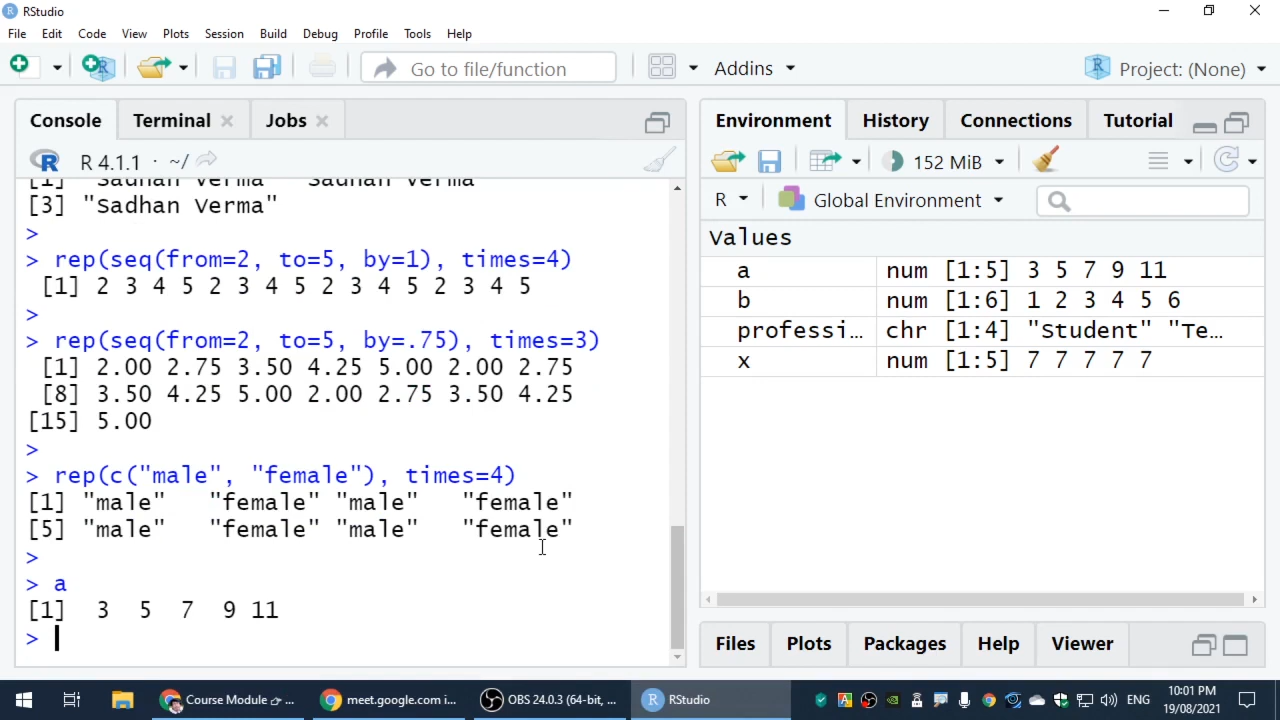 RStudio
File Edit Code View Plots Session Build Debug Profile Tools Help
Go to file/function Addins Project: (None)
Console Terminal Jobs
R 4.1.1 · ~/
[1] "Sadhan Verma" "Sadhan Verma"
[3] "Sadhan Verma"
>
> rep(seq(from=2, to=5, by=1), times=4)
[1] 2 3 4 5 2 3 4 5 2 3 4 5 2 3 4 5
>
> rep(seq(from=2, to=5, by=.75), times=3)
[1] 2.00 2.75 3.50 4.25 5.00 2.00 2.75
[8] 3.50 4.25 5.00 2.00 2.75 3.50 4.25
[15] 5.00
>
> rep(c("male", "female"), times=4)
[1] "male" "female" "male" "female"
[5] "male" "female" "male" "female"
>
> a
[1] 3 5 7 9 11
>
Environment History Connections Tutorial
152 MiB
R Global Environment
Values
a num [1:5] 3 5 7 9 11
b num [1:6] 1 2 3 4 5 6
professi... chr [1:4] "Student" "Te...
x num [1:5] 7 7 7 7 7
Files Plots Packages Help Viewer
Course Module 👉 ... meet.google.com i... OBS 24.0.3 (64-bit, ... RStudio ENG 10:01 PM
19/08/2021